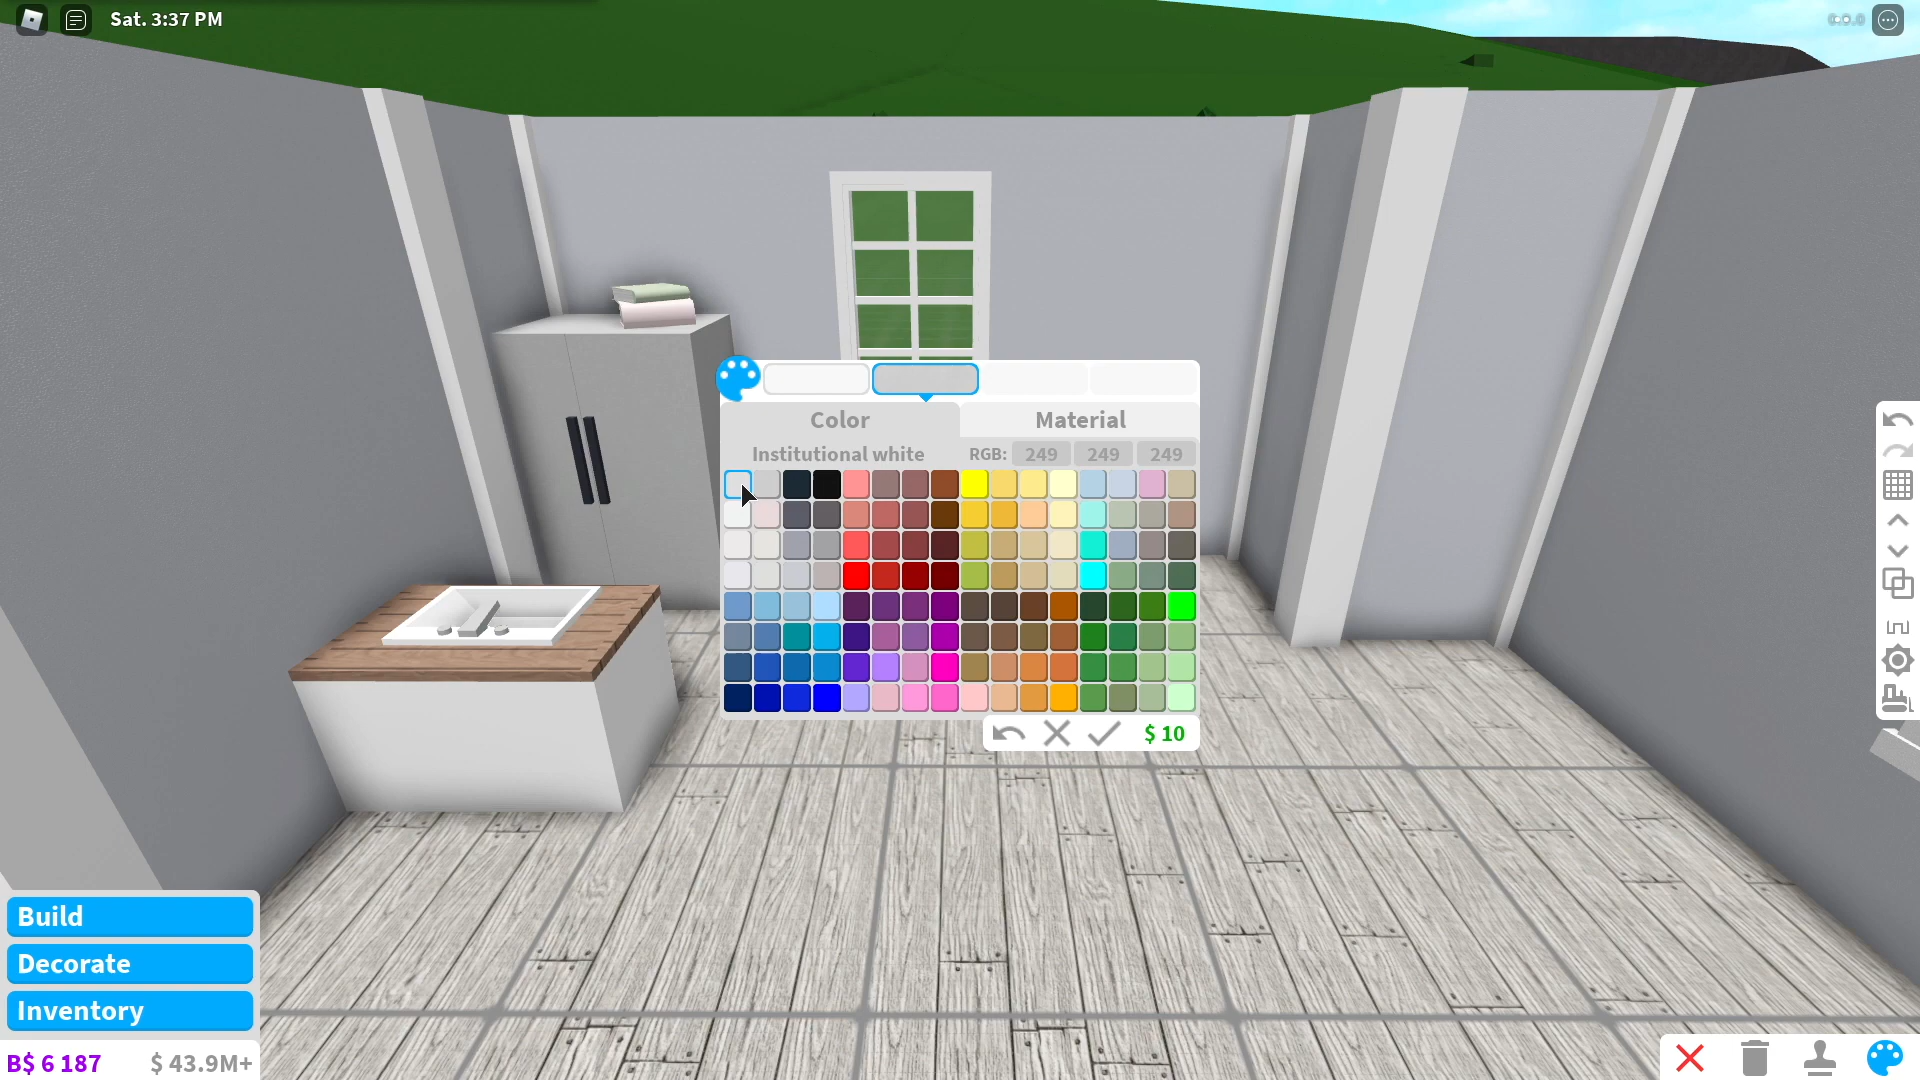 Sat. 3:37 PM
Color
Material
Institutional white
RGB: 249 249 249
$ 10
Build
Decorate
Inventory
B$ 6 187
$ 43.9M+